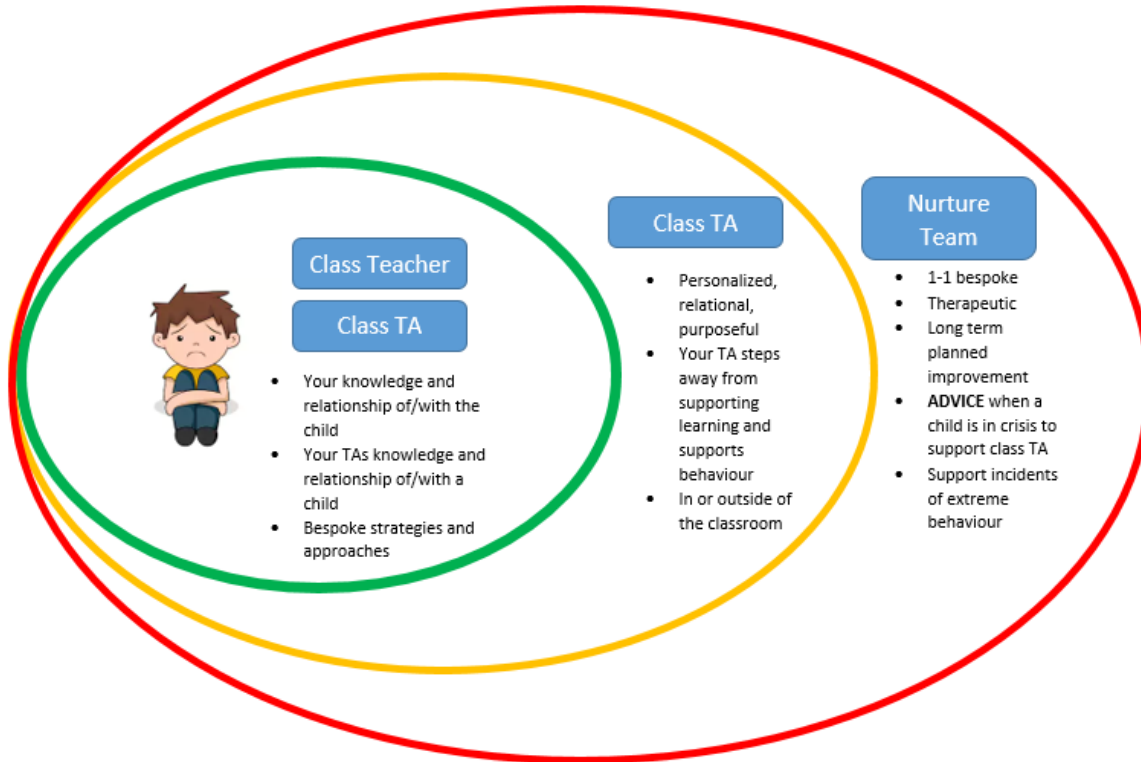 Class Teacher
Class TA
• Your knowledge and
relationship of/with the
child
• Your TAs knowledge and
relationship of/with a
child
• Bespoke strategies and
approaches
Class TA
• Personalized,
relational,
purposeful
• Your TA steps
away from
supporting
learning and
supports
behaviour
• In or outside of
the classroom
Nurture
Team
• 1-1 bespoke
• Therapeutic
• Long term
planned
improvement
• ADVICE when a
child is in crisis to
support class TA
• Support incidents
of extreme
behaviour